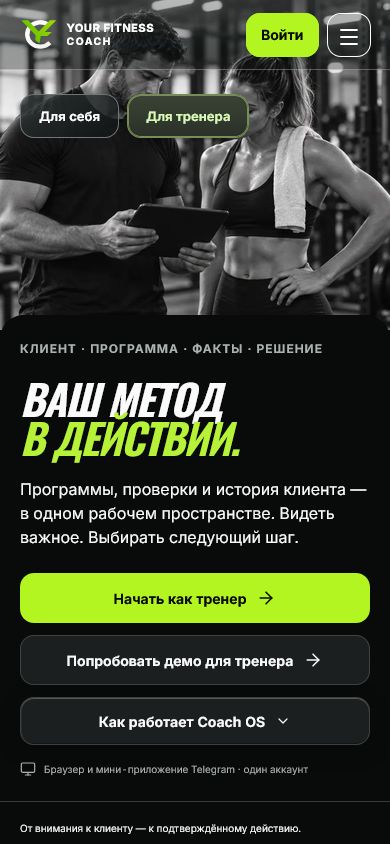 YOUR FITNESS
COACH
Войти
Для себя
Для тренера
КЛИЕНТ · ПРОГРАММА · ФАКТЫ · РЕШЕНИЕ
ВАШ МЕТОД
В ДЕЙСТВИИ.
Программы, проверки и история клиента —
в одном рабочем пространстве. Видеть
важное. Выбирать следующий шаг.
Начать как тренер →
Попробовать демо для тренера →
Как работает Coach OS
Браузер и мини-приложение Telegram · один аккаунт
От внимания к клиенту — к подтверждённому действию.